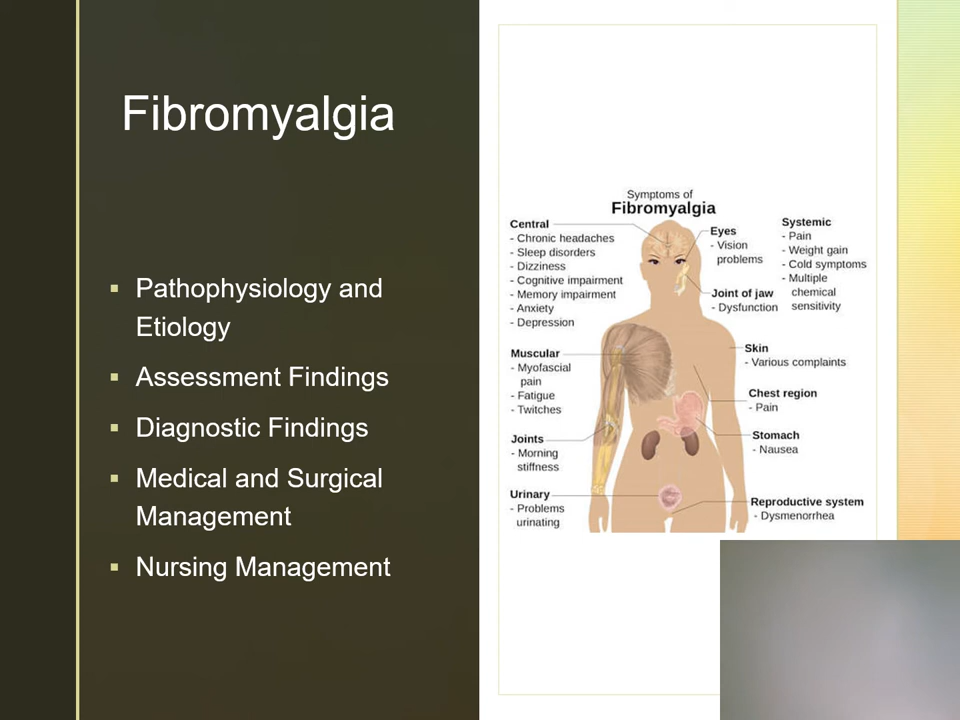 Fibromyalgia
▪ Pathophysiology and
Etiology
▪ Assessment Findings
▪ Diagnostic Findings
▪ Medical and Surgical
Management
▪ Nursing Management
Symptoms of
Fibromyalgia
Central
- Chronic headaches
- Sleep disorders
- Dizziness
- Cognitive impairment
- Memory impairment
- Anxiety
- Depression
Muscular
- Myofascial
pain
- Fatigue
- Twitches
Joints
- Morning
stiffness
Urinary
- Problems
urinating
Eyes
- Vision
problems
Joint of jaw
- Dysfunction
Systemic
- Pain
- Weight gain
- Cold symptoms
- Multiple
chemical
sensitivity
Skin
- Various complaints
Chest region
- Pain
Stomach
- Nausea
Reproductive system
- Dysmenorrhea